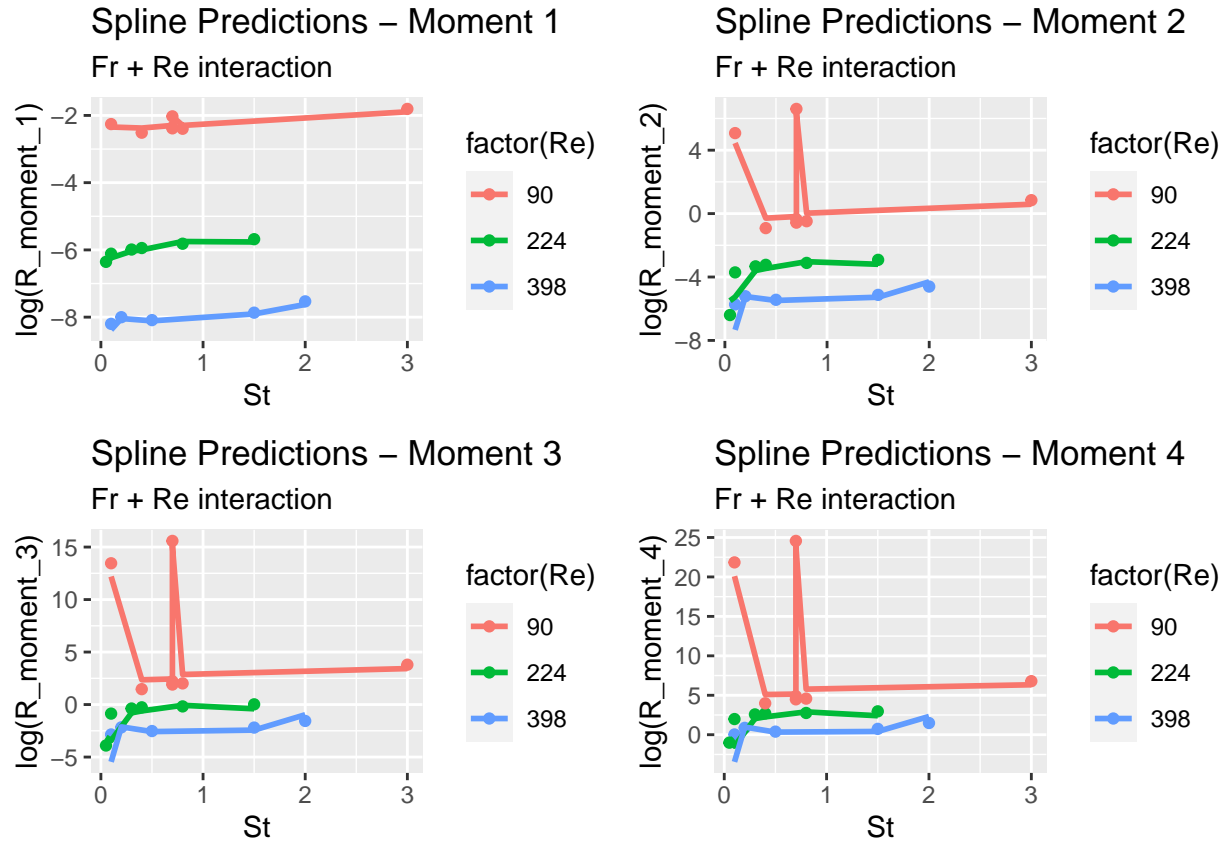 Spline Predictions – Moment 1
Fr + Re interaction
log(R_moment_1)
−2
−4
−6
−8
0 1 2 3
St
factor(Re)
90
224
398
Spline Predictions – Moment 2
Fr + Re interaction
log(R_moment_2)
4
0
−4
−8
0 1 2 3
St
factor(Re)
90
224
398
Spline Predictions – Moment 3
Fr + Re interaction
log(R_moment_3)
15
10
5
0
−5
0 1 2 3
St
factor(Re)
90
224
398
Spline Predictions – Moment 4
Fr + Re interaction
log(R_moment_4)
25
20
15
10
5
0
0 1 2 3
St
factor(Re)
90
224
398